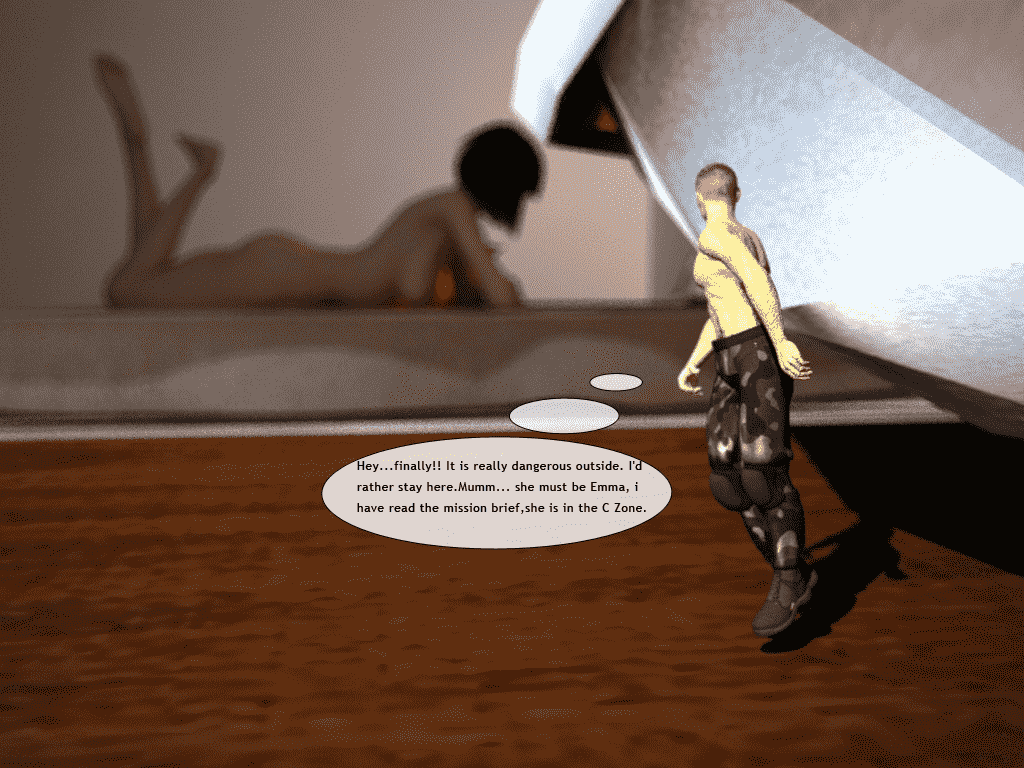 Hey...finally!! It is really dangerous outside. I'd
rather stay here.Mumm... she must be Emma, i
have read the mission brief,she is in the C Zone.